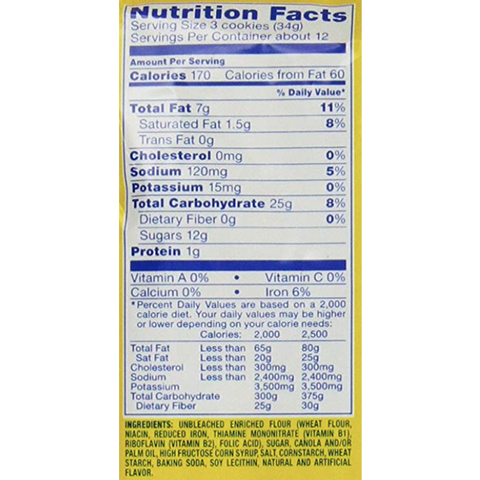 Nutrition Facts
Serving Size 3 cookies (34g)
Servings Per Container about 12
Amount Per Serving
Calories 170 Calories from Fat 60
% Daily Value*
Total Fat 7g 11%
Saturated Fat 1.5g 8%
Trans Fat 0g
Cholesterol 0mg 0%
Sodium 120mg 5%
Potassium 15mg 0%
Total Carbohydrate 25g 8%
Dietary Fiber 0g 0%
Sugars 12g
Protein 1g
Vitamin A 0% • Vitamin C 0%
Calcium 0% • Iron 6%
*Percent Daily Values are based on a 2,000
calorie diet. Your daily values may be higher
or lower depending on your calorie needs:
Calories: 2,000 2,500
Total Fat Less than 65g 80g
Sat Fat Less than 20g 25g
Cholesterol Less than 300mg 300mg
Sodium Less than 2,400mg 2,400mg
Potassium 3,500mg 3,500mg
Total Carbohydrate 300g 375g
Dietary Fiber 25g 30g
INGREDIENTS: UNBLEACHED ENRICHED FLOUR (WHEAT FLOUR,
NIACIN, REDUCED IRON, THIAMINE MONONITRATE (VITAMIN B1),
RIBOFLAVIN (VITAMIN B2), FOLIC ACID), SUGAR, CANOLA AND/OR
PALM OIL, HIGH FRUCTOSE CORN SYRUP, SALT, CORNSTARCH, WHEAT
STARCH, BAKING SODA, SOY LECITHIN, NATURAL AND ARTIFICIAL
FLAVOR.